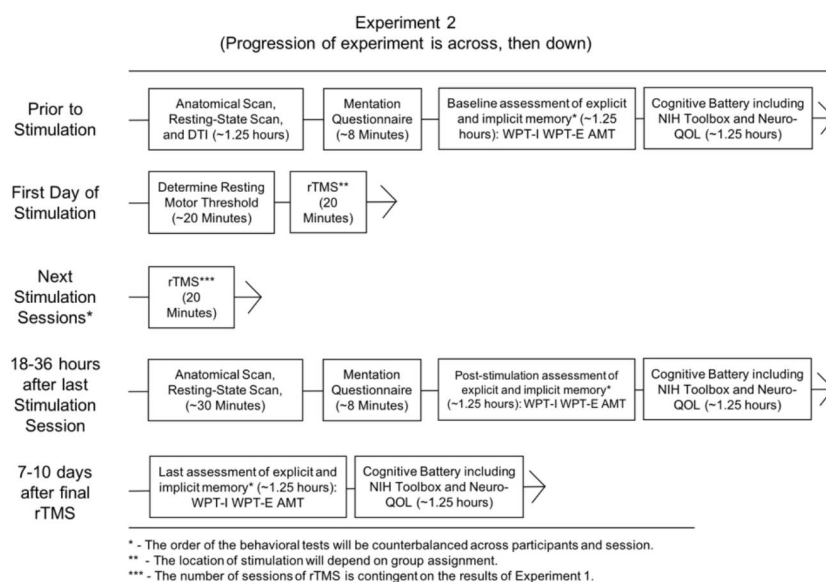 Experiment 2
(Progression of experiment is across, then down)
Prior to
Stimulation
Anatomical Scan,
Resting-State Scan,
and DTI (~1.25 hours)
Mentation
Questionnaire
(~8 Minutes)
Baseline assessment of explicit
and implicit memory* (~1.25
hours): WPT-I WPT-E AMT
Cognitive Battery including
NIH Toolbox and Neuro-
QOL (~1.25 hours)
First Day of
Stimulation
Determine Resting
Motor Threshold
(~20 Minutes)
rTMS**
(20
Minutes)
Next
Stimulation
Sessions*
rTMS***
(20
Minutes)
18-36 hours
after last
Stimulation
Session
Anatomical Scan,
Resting-State Scan,
(~30 Minutes)
Mentation
Questionnaire
(~8 Minutes)
Post-stimulation assessment of
explicit and implicit memory*
(~1.25 hours): WPT-I WPT-E AMT
Cognitive Battery including
NIH Toolbox and Neuro-
QOL (~1.25 hours)
7-10 days
after final
rTMS
Last assessment of explicit and
implicit memory* (~1.25 hours):
WPT-I WPT-E AMT
Cognitive Battery including
NIH Toolbox and Neuro-
QOL (~1.25 hours)
* - The order of the behavioral tests will be counterbalanced across participants and session.
** - The location of stimulation will depend on group assignment.
*** - The number of sessions of rTMS is contingent on the results of Experiment 1.